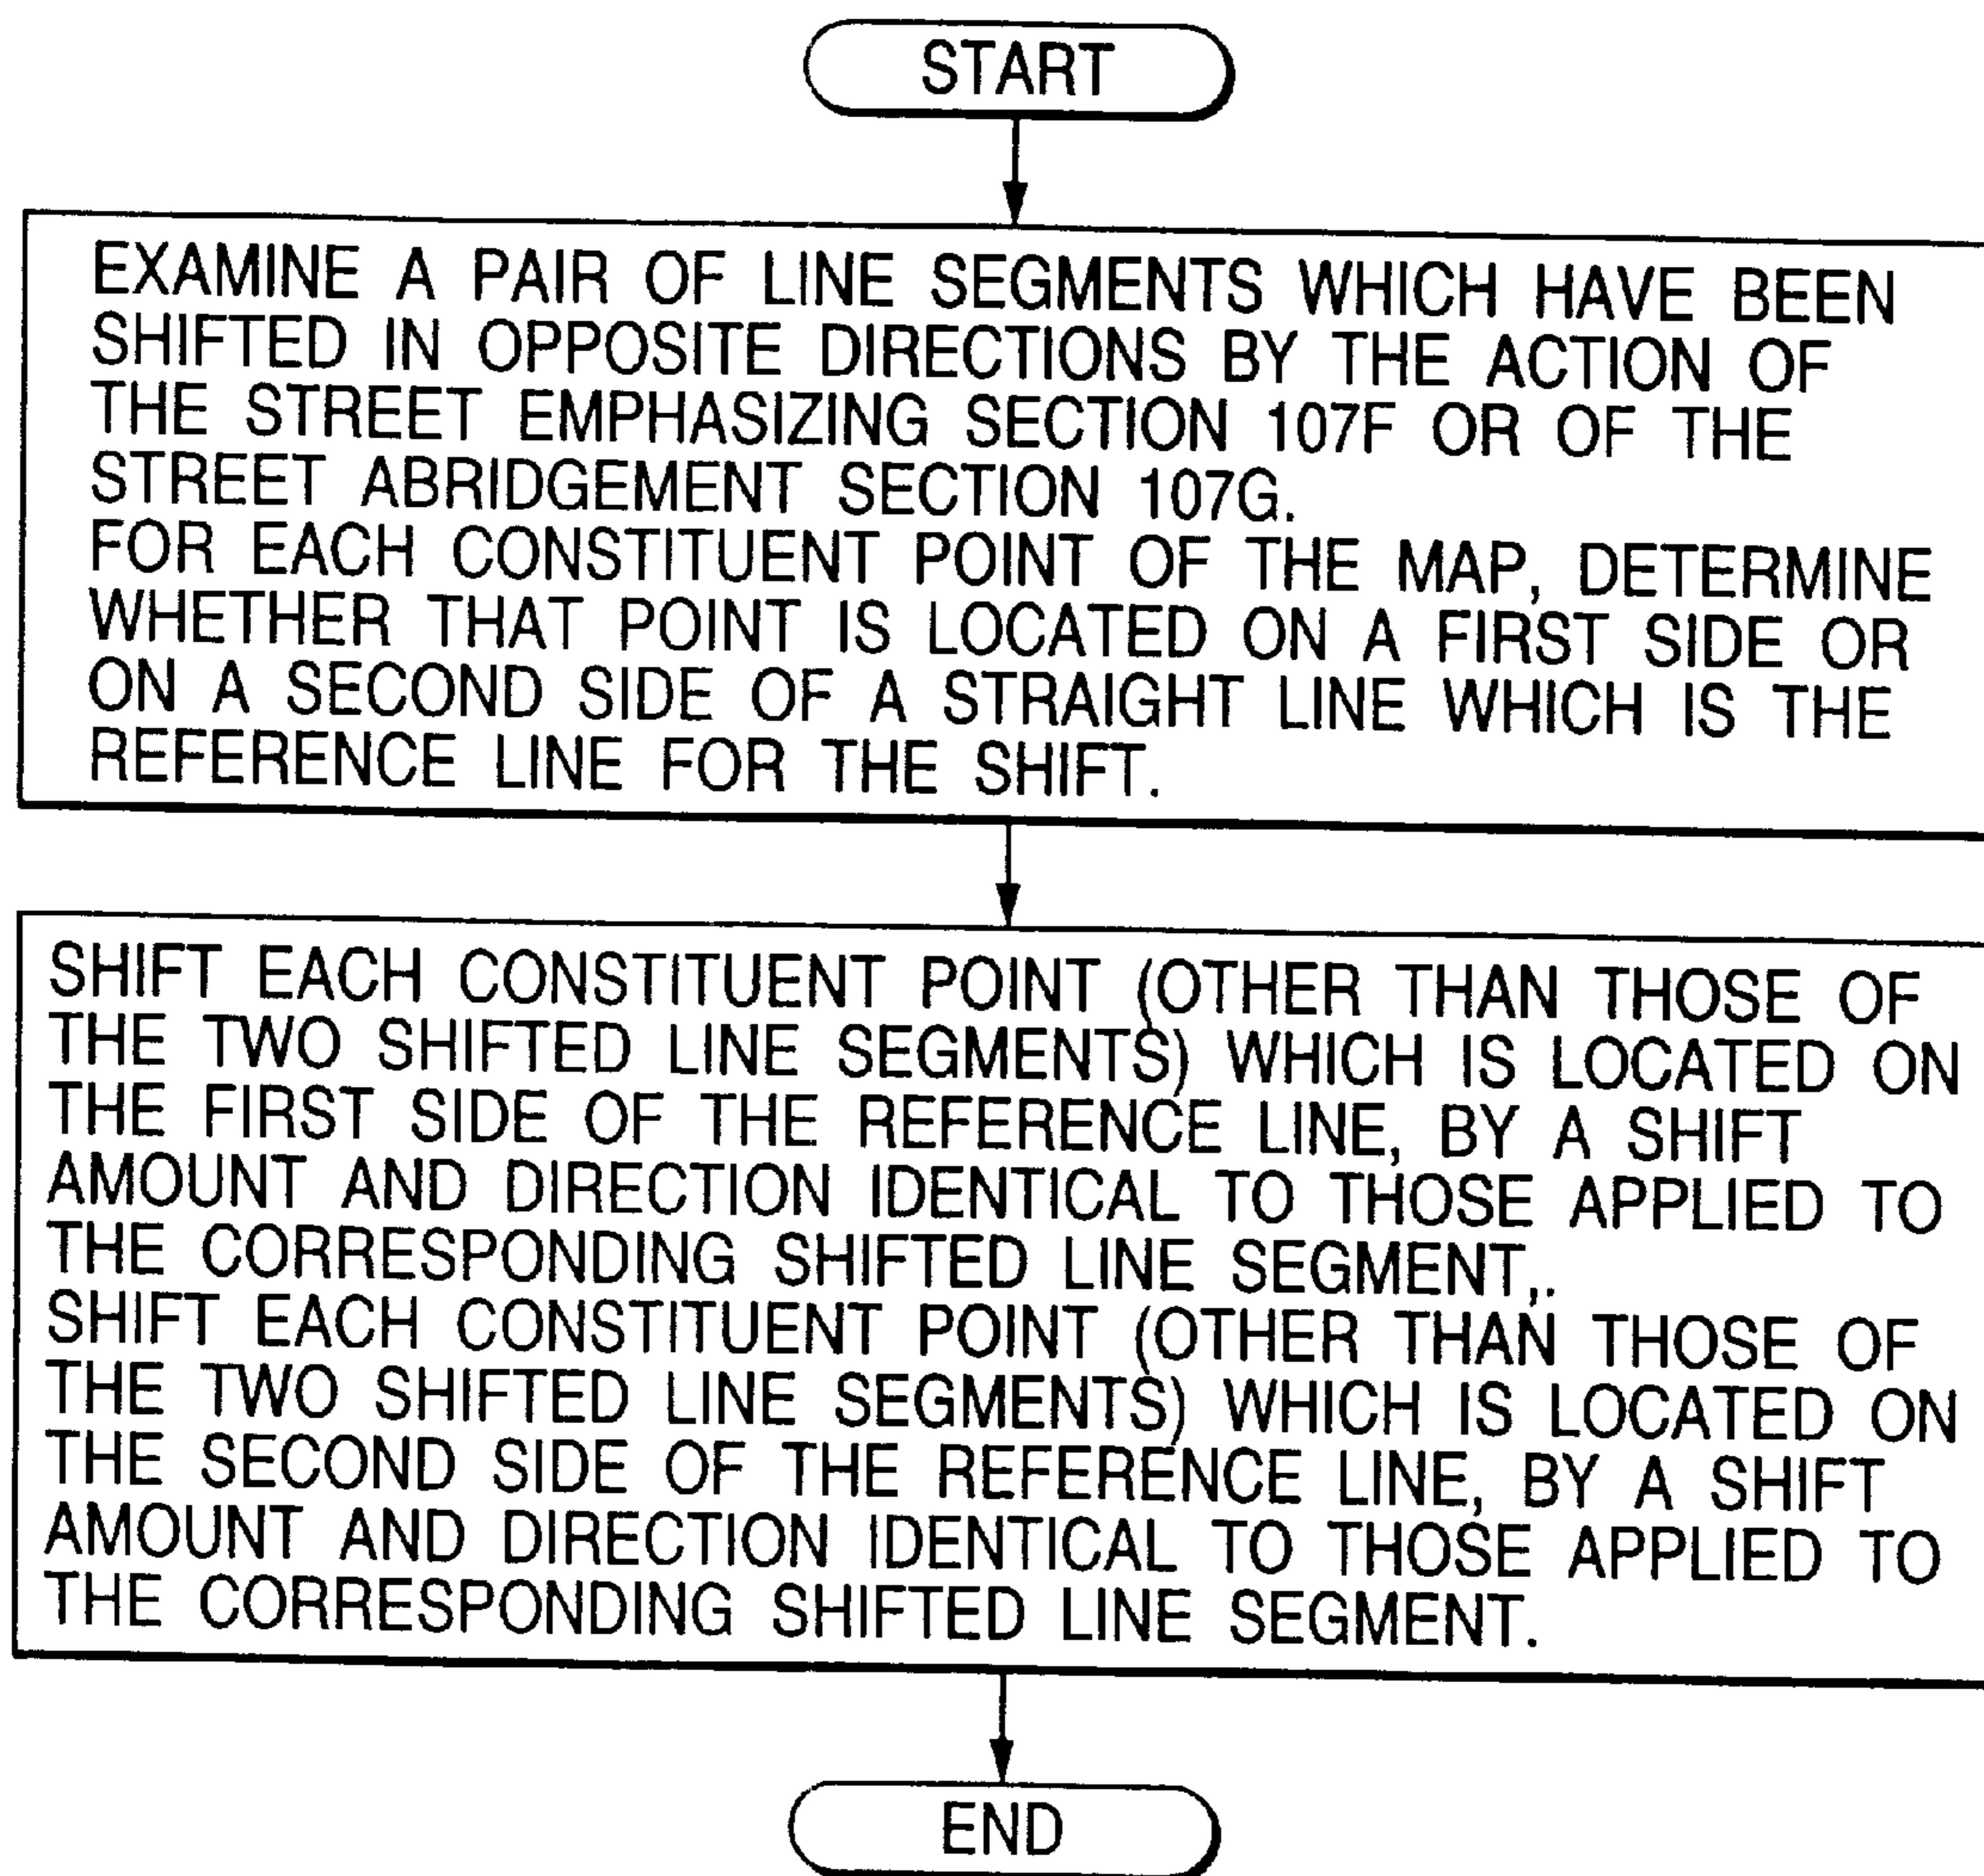 START
EXAMINE A PAIR OF LINE SEGMENTS WHICH HAVE BEEN
SHIFTED IN OPPOSITE DIRECTIONS BY THE ACTION OF
THE STREET EMPHASIZING SECTION 107F OR OF THE
STREET ABRIDGEMENT SECTION 107G.
FOR EACH CONSTITUENT POINT OF THE MAP, DETERMINE
WHETHER THAT POINT IS LOCATED ON A FIRST SIDE OR
ON A SECOND SIDE OF A STRAIGHT LINE WHICH IS THE
REFERENCE LINE FOR THE SHIFT.
SHIFT EACH CONSTITUENT POINT (OTHER THAN THOSE OF
THE TWO SHIFTED LINE SEGMENTS) WHICH IS LOCATED ON
THE FIRST SIDE OF THE REFERENCE LINE, BY A SHIFT
AMOUNT AND DIRECTION IDENTICAL TO THOSE APPLIED TO
THE CORRESPONDING SHIFTED LINE SEGMENT,.
SHIFT EACH CONSTITUENT POINT (OTHER THAN THOSE OF
THE TWO SHIFTED LINE SEGMENTS) WHICH IS LOCATED ON
THE SECOND SIDE OF THE REFERENCE LINE, BY A SHIFT
AMOUNT AND DIRECTION IDENTICAL TO THOSE APPLIED TO
THE CORRESPONDING SHIFTED LINE SEGMENT.
END